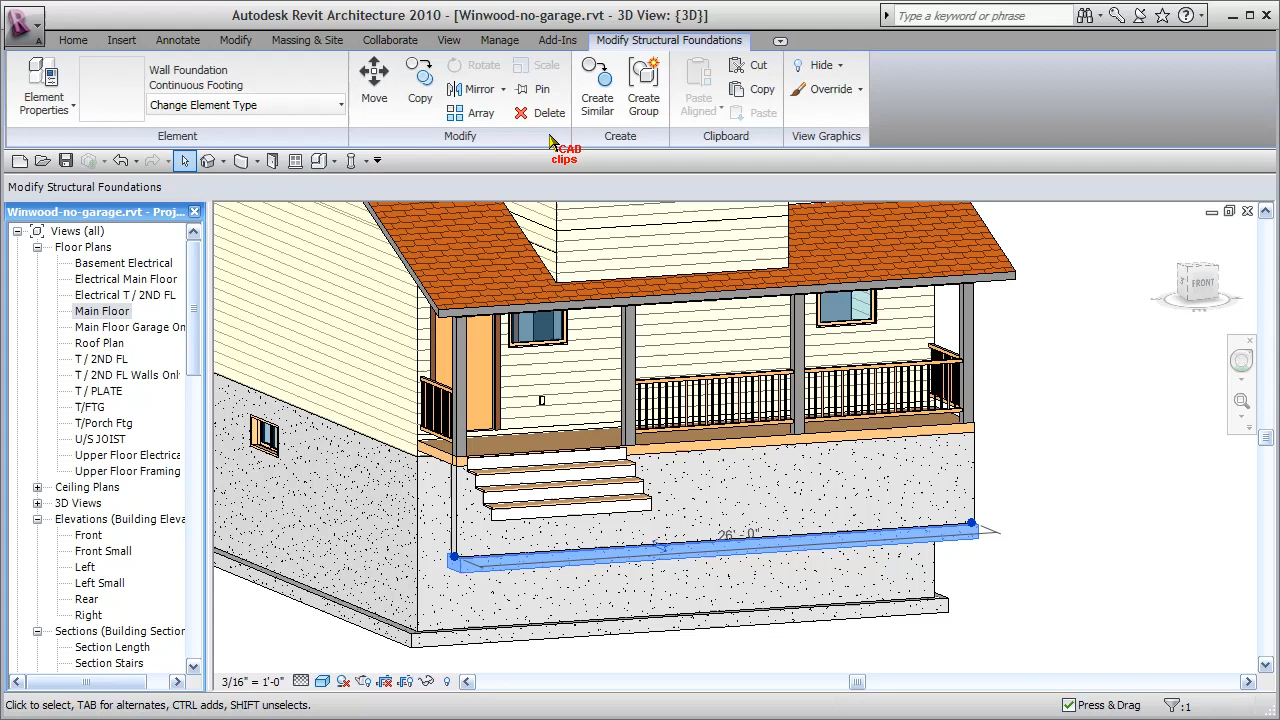 Autodesk Revit Architecture 2010 - [Winwood-no-garage.rvt - 3D View: {3D}]
Type a keyword or phrase
Home Insert Annotate Modify Massing & Site Collaborate View Manage Add-Ins Modify Structural Foundations
Element Properties
Wall Foundation
Continuous Footing
Change Element Type
Move
Copy
Rotate
Scale
Mirror
Pin
Array
Delete
Create Similar
Create Group
Paste Aligned
Cut
Copy
Paste
Hide
Override
Element Modify Create Clipboard View Graphics
CAD
clips
Modify Structural Foundations
Winwood-no-garage.rvt - Proj...
Views (all)
Floor Plans
Basement Electrical
Electrical Main Floor
Electrical T / 2ND FL
Main Floor
Main Floor Garage On
Roof Plan
T / 2ND FL
T / 2ND FL Walls Onl
T / PLATE
T/FTG
T/Porch Ftg
U/S JOIST
Upper Floor Electrica
Upper Floor Framing
Ceiling Plans
3D Views
Elevations (Building Eleva
Front
Front Small
Left
Left Small
Rear
Right
Sections (Building Section
Section Length
Section Stairs
FRONT
26' - 0"
3/16" = 1'-0"
Click to select, TAB for alternates, CTRL adds, SHIFT unselects.
Press & Drag
:1